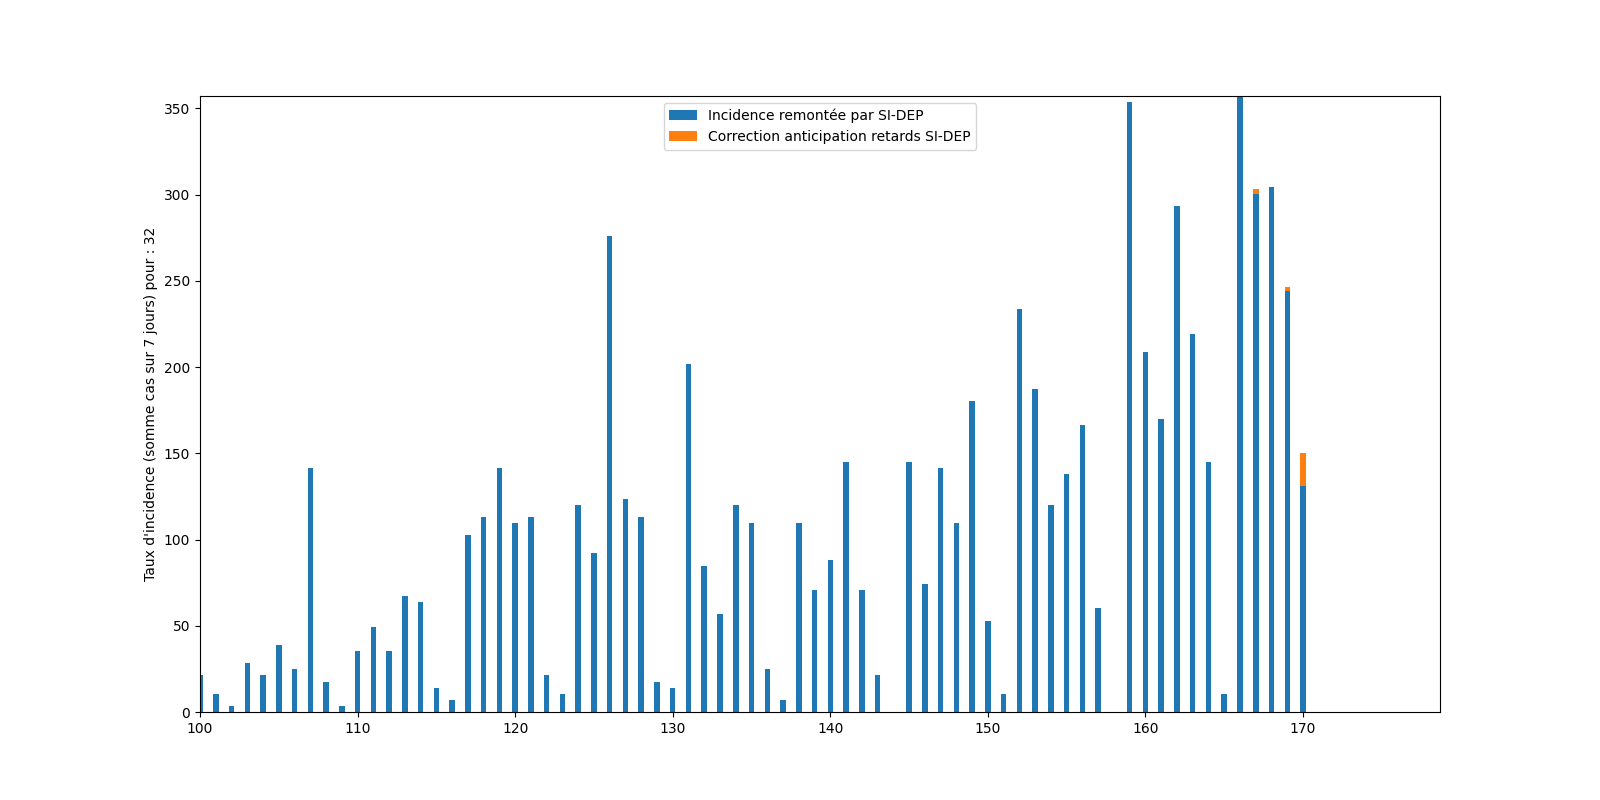 Incidence remontée par SI-DEP
Correction anticipation retards SI-DEP
Taux d'incidence (somme cas sur 7 jours) pour : 32
350
300
250
200
150
100
50
0
100 110 120 130 140 150 160 170